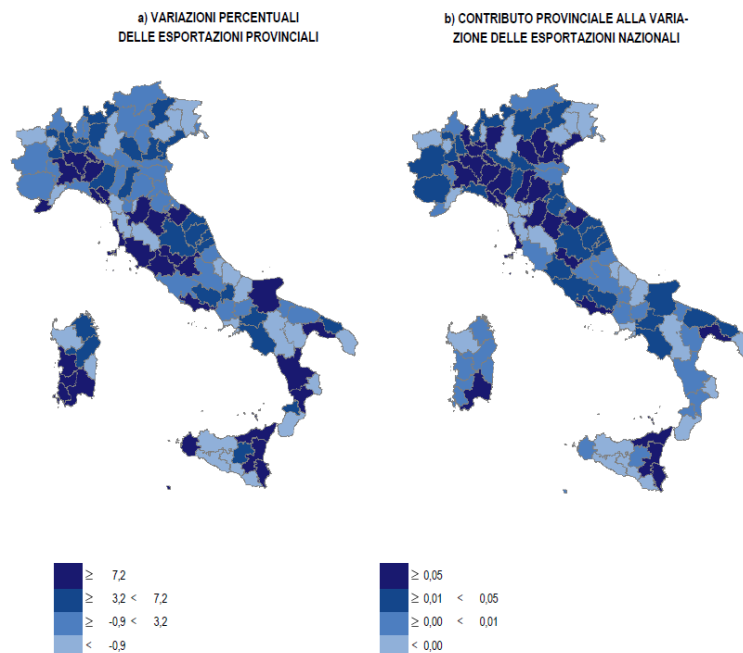 a) VARIAZIONI PERCENTUALI
DELLE ESPORTAZIONI PROVINCIALI
b) CONTRIBUTO PROVINCIALE ALLA VARIA-
ZIONE DELLE ESPORTAZIONI NAZIONALI
≥ 7,2
≥ 3,2 < 7,2
≥ -0,9 < 3,2
< -0,9
≥ 0,05
≥ 0,01 < 0,05
≥ 0,00 < 0,01
< 0,00